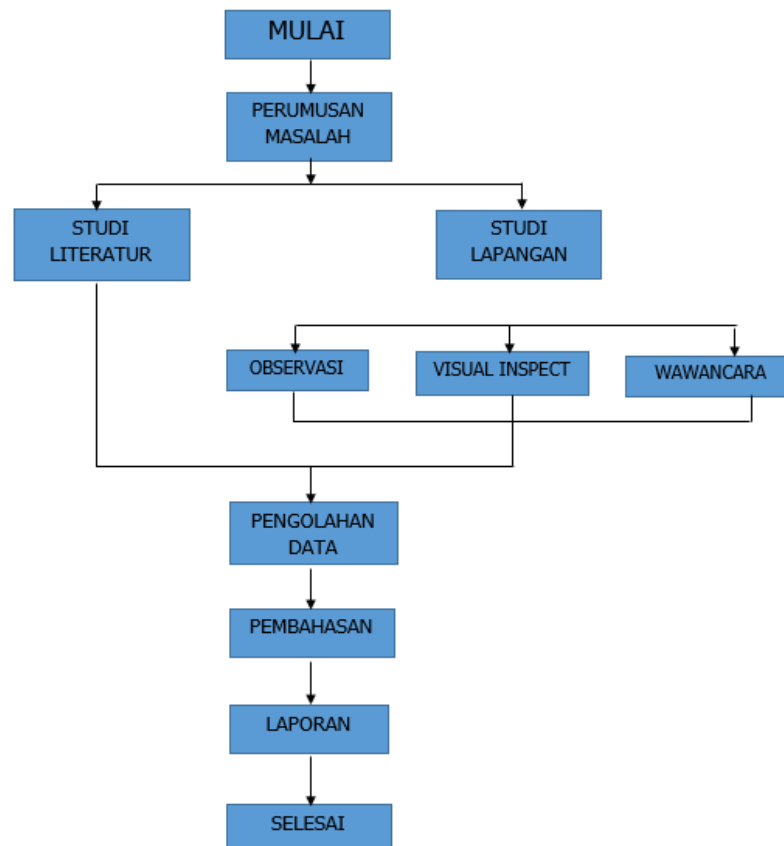 MULAI
PERUMUSAN
MASALAH
STUDI
LITERATUR
STUDI
LAPANGAN
OBSERVASI
VISUAL INSPECT
WAWANCARA
PENGOLAHAN
DATA
PEMBAHASAN
LAPORAN
SELESAI